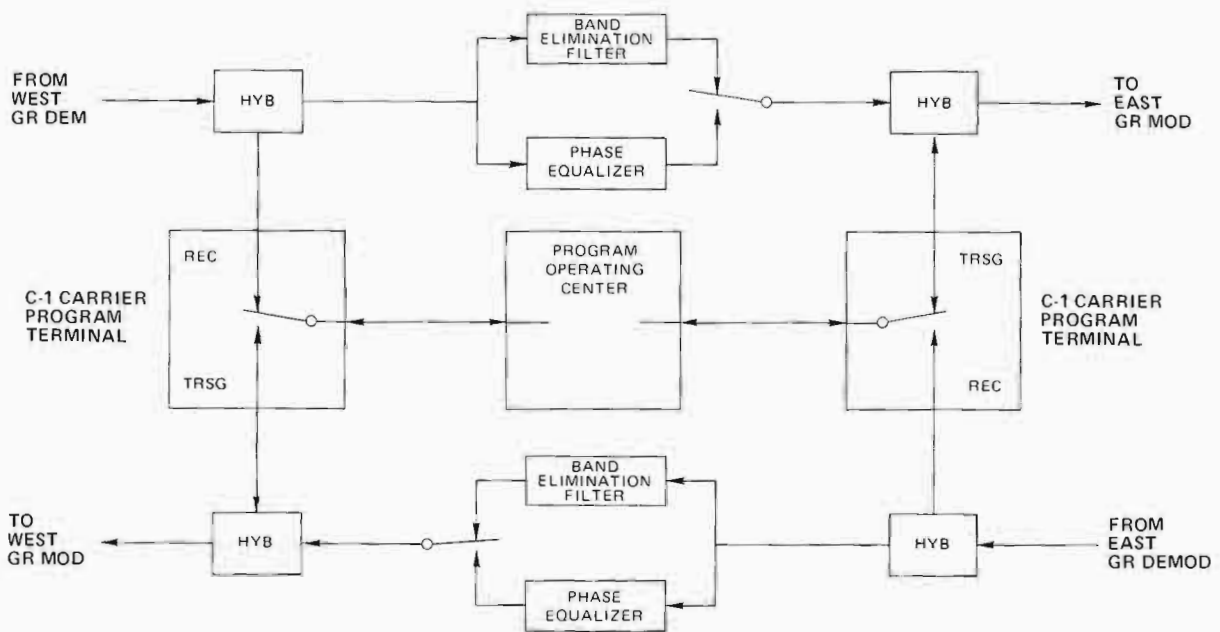 BAND
ELIMINATION
FILTER
FROM
WEST
GR DEM
HYB
HYB
TO
EAST
GR MOD
PHASE
EQUALIZER
REC
PROGRAM
OPERATING
CENTER
TRSG
C-1 CARRIER
PROGRAM
TERMINAL
C-1 CARRIER
PROGRAM
TERMINAL
TRSG
REC
BAND
ELIMINATION
FILTER
TO
WEST
GR MOD
HYB
HYB
FROM
EAST
GR DEMOD
PHASE
EQUALIZER